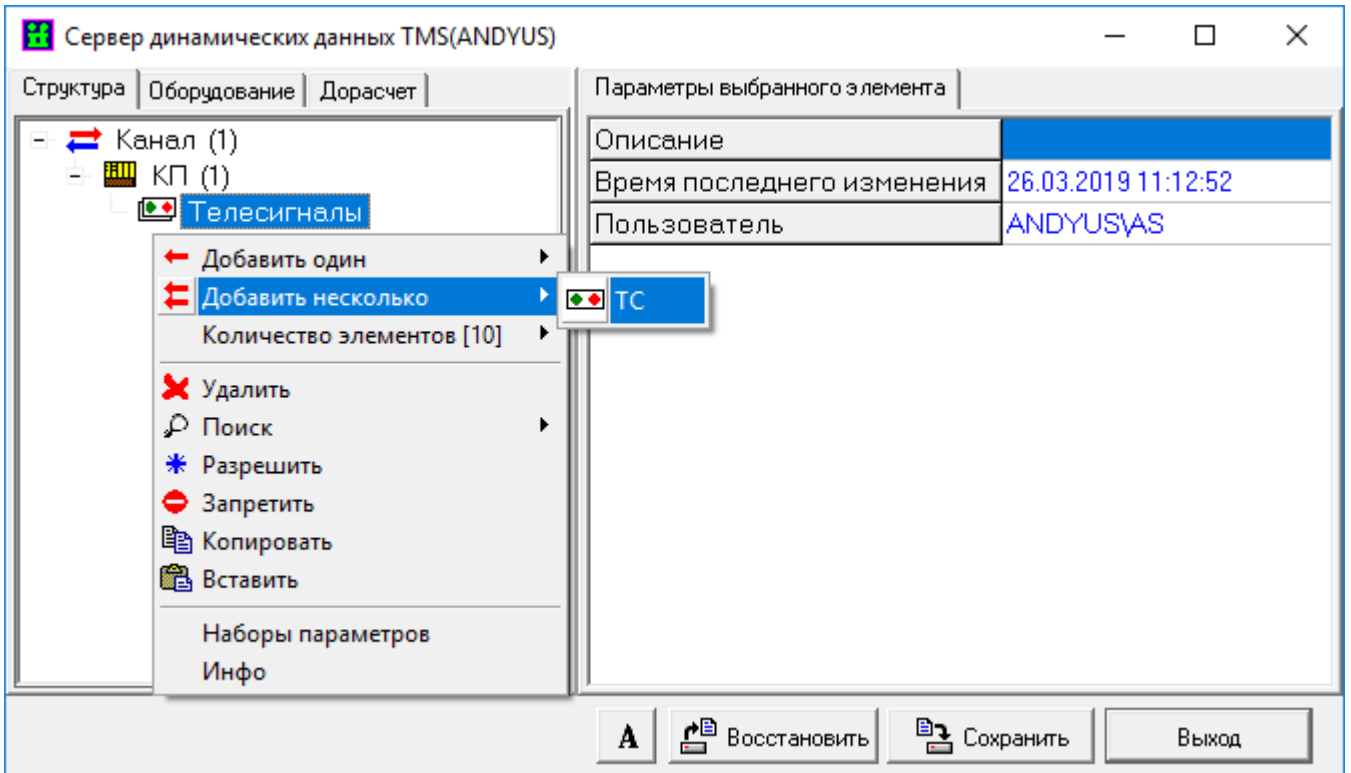 Сервер динамических данных TMS(ANDYUS)
Структура Оборудование Дорасчет
Параметры выбранного элемента
Канал (1)
КП (1)
Телесигналы
Описание
Время последнего изменения 26.03.2019 11:12:52
Пользователь ANDYUS\AS
Добавить один
Добавить несколько
ТС
Количество элементов [10]
Удалить
Поиск
Разрешить
Запретить
Копировать
Вставить
Наборы параметров
Инфо
A Восстановить Сохранить Выход